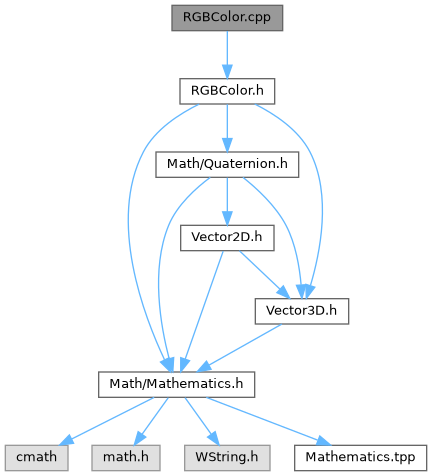 RGBColor.cpp
RGBColor.h
Math/Quaternion.h
Vector2D.h
Vector3D.h
Math/Mathematics.h
cmath
math.h
WString.h
Mathematics.tpp